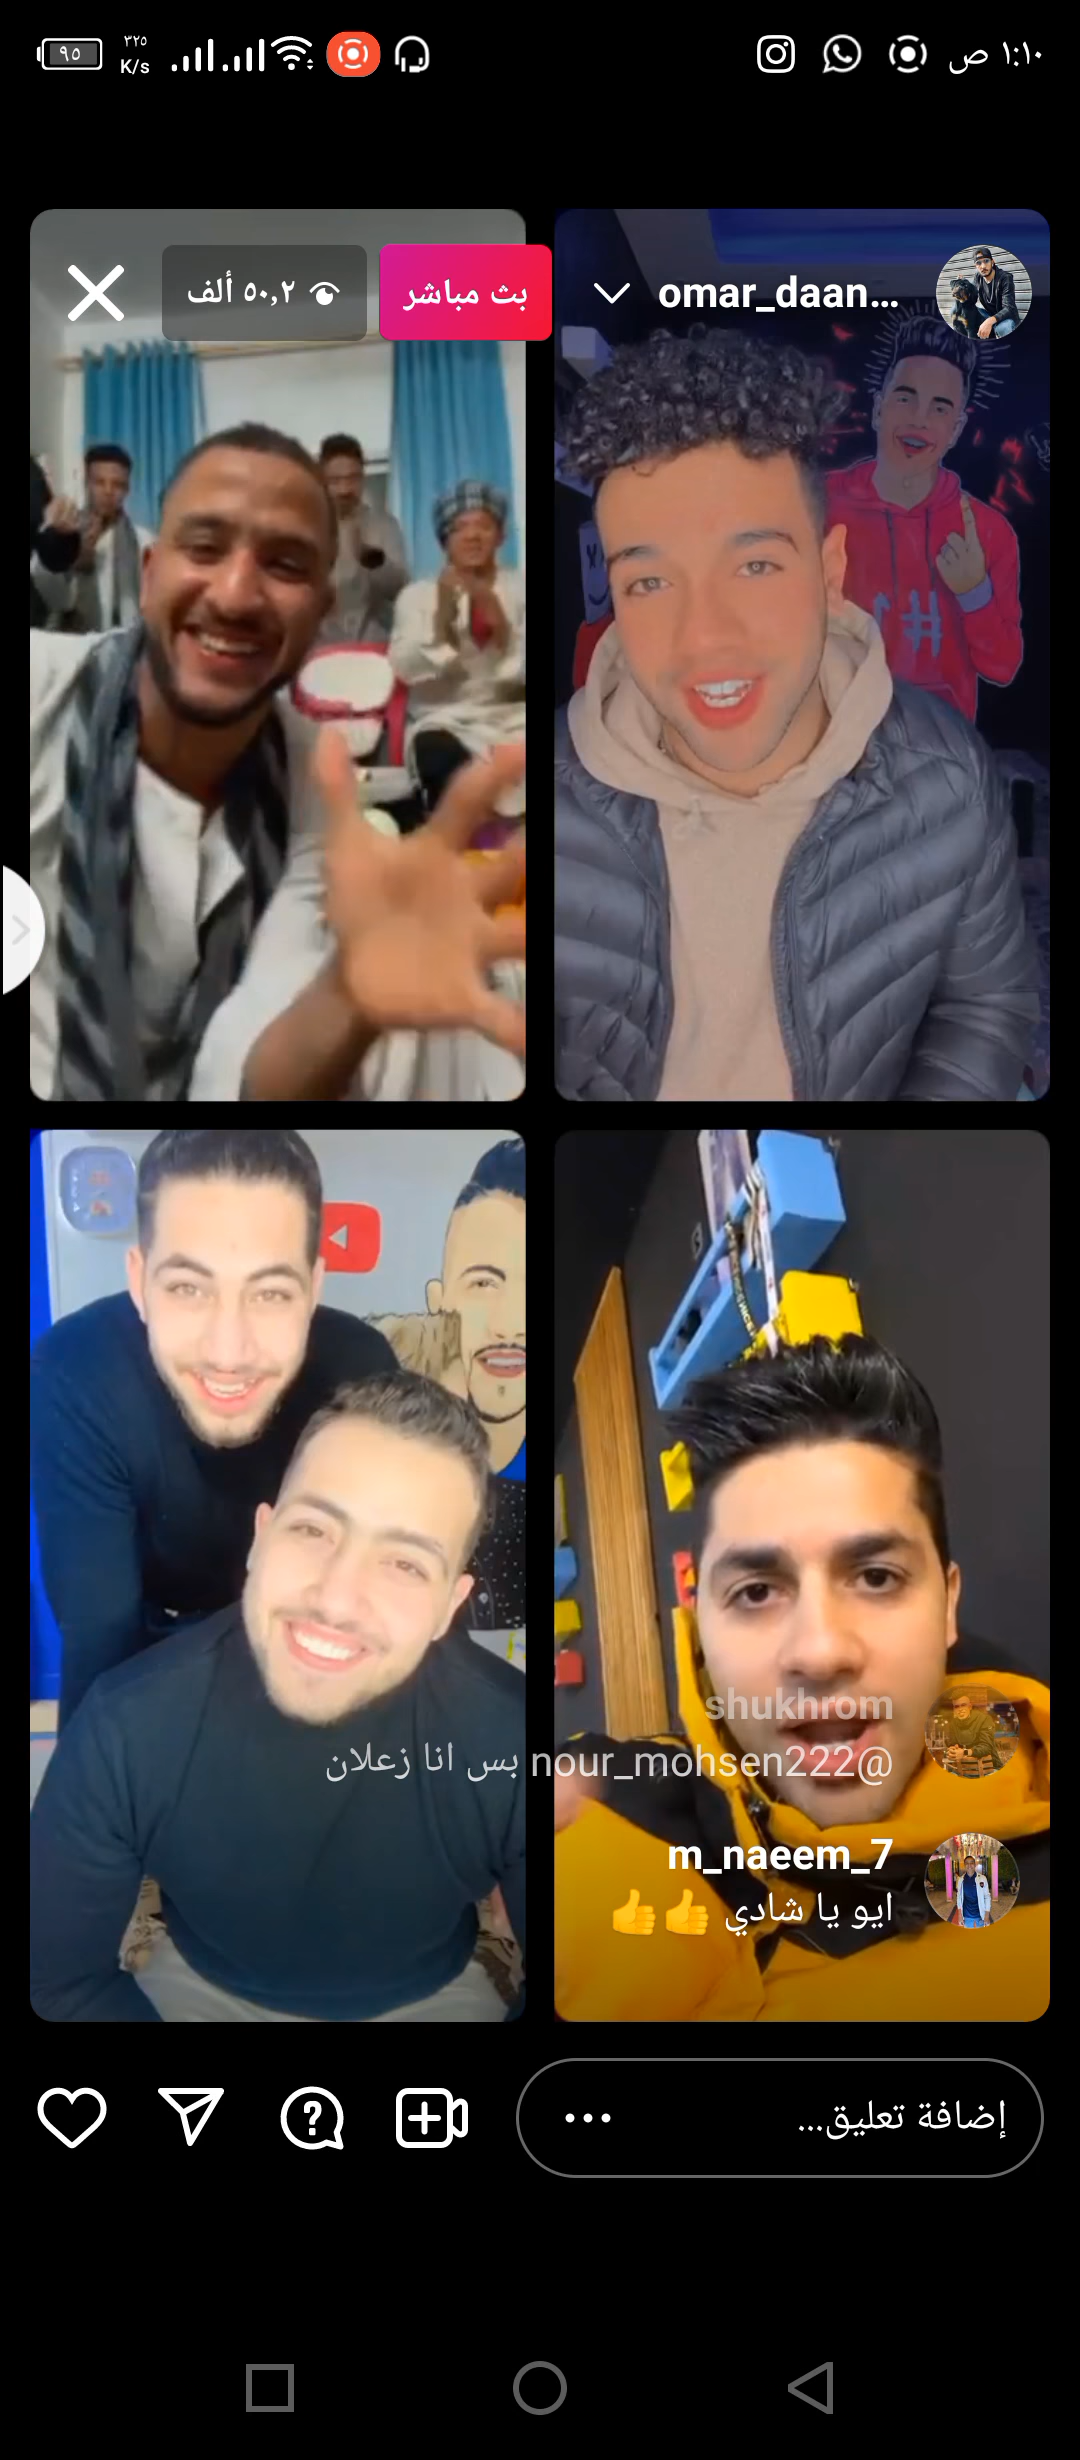 ١:١٠ ص
٣٢٥
K/s
٩٥
omar_daan...
بث مباشر
٥٠,٢ ألف
#
shukhrom
@nour_mohsen222 بس انا زعلان
m_naeem_7
ايو يا شادي 👍👍
إضافة تعليق...